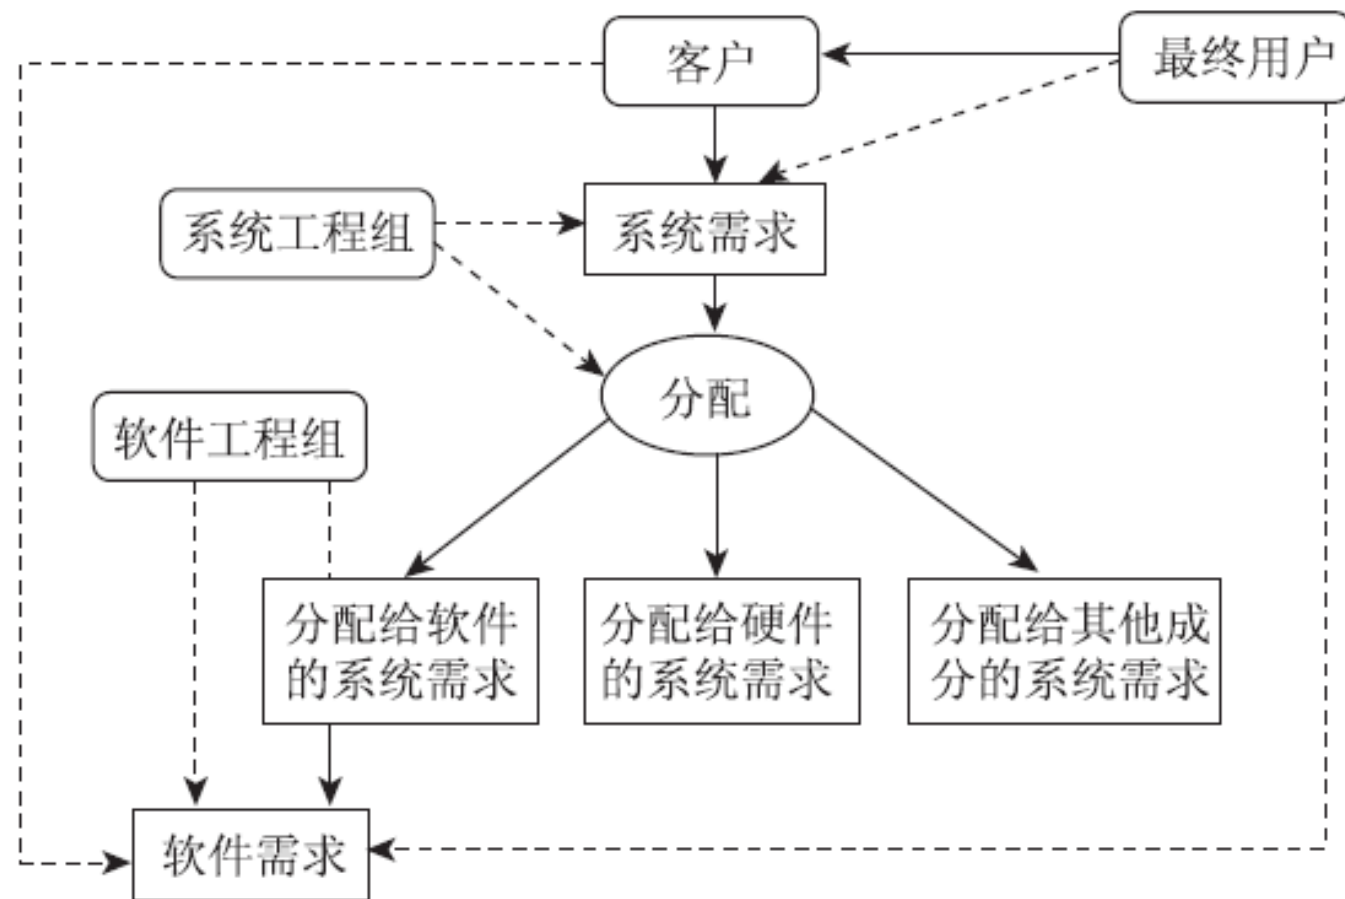 客户
最终用户
系统工程组
系统需求
分配
软件工程组
分配给软件
的系统需求
分配给硬件
的系统需求
分配给其他成
分的系统需求
软件需求